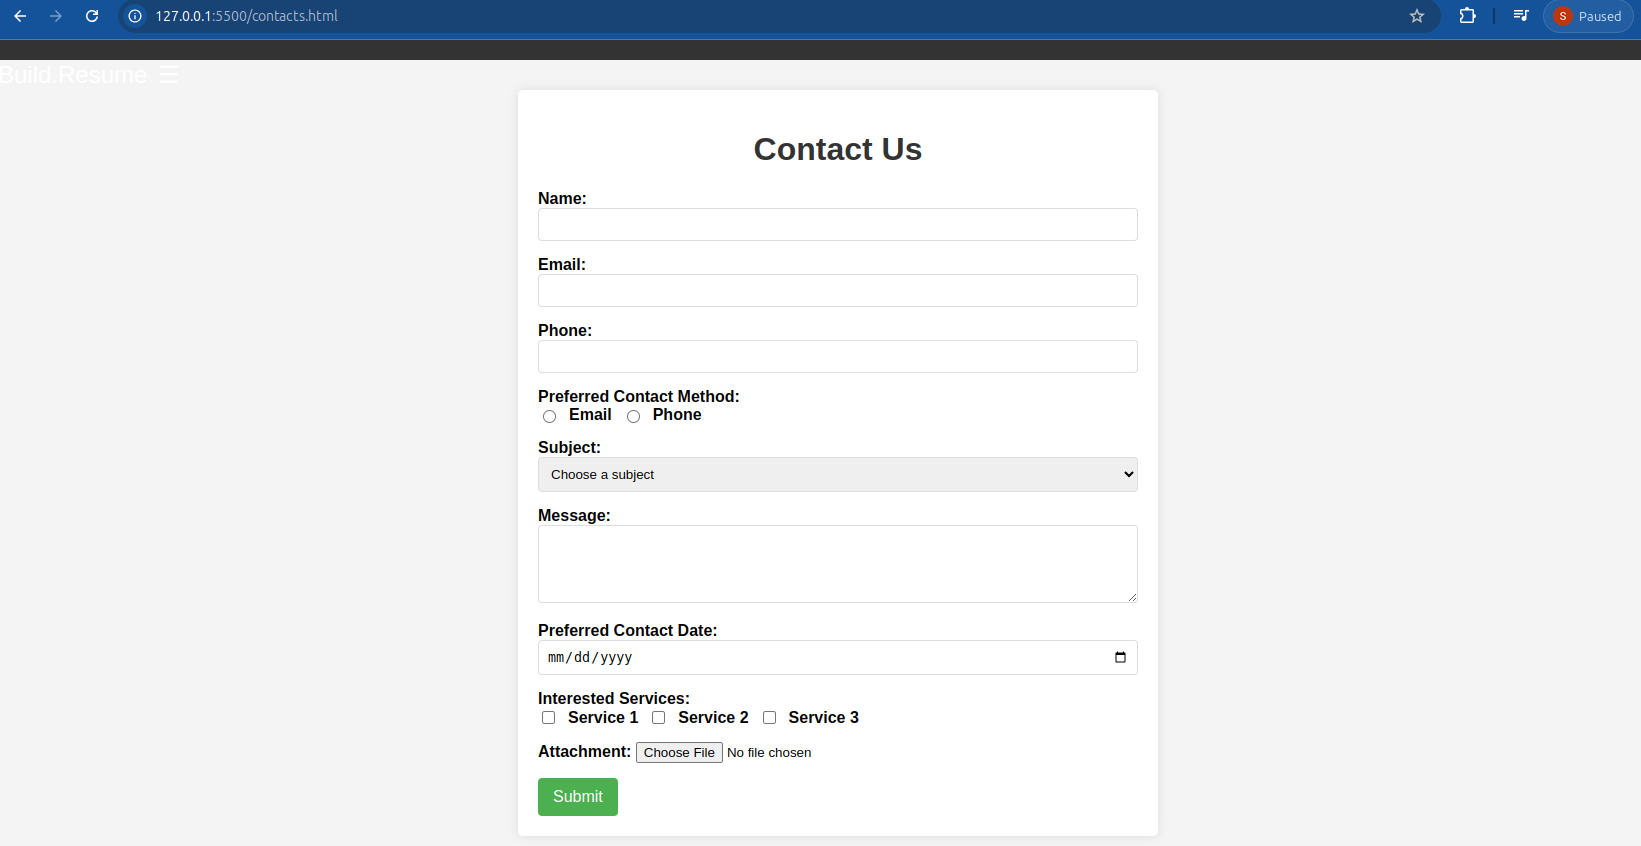 127.0.0.1:5500/contacts.html
S Paused
Build.Resume ☰
Contact Us
Name:
Email:
Phone:
Preferred Contact Method:
Email Phone
Subject:
Choose a subject
Message:
Preferred Contact Date:
mm/dd/yyyy
Interested Services:
Service 1 Service 2 Service 3
Attachment: Choose File No file chosen
Submit